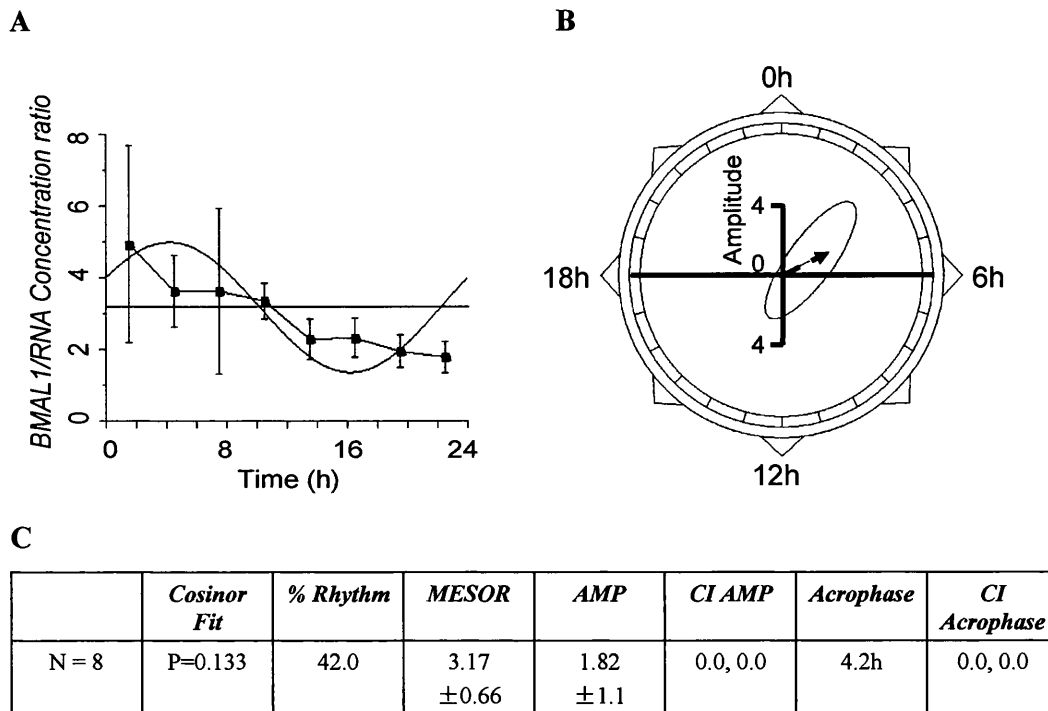 A
B
BMAL1/RNA Concentration ratio
8
6
4
2
0
0
8
16
24
Time (h)
0h
Amplitude
4
0
4
18h
6h
12h
C
Cosinor Fit
% Rhythm
MESOR
AMP
CI AMP
Acrophase
CI Acrophase
N = 8
P=0.133
42.0
3.17
±0.66
1.82
±1.1
0.0, 0.0
4.2h
0.0, 0.0